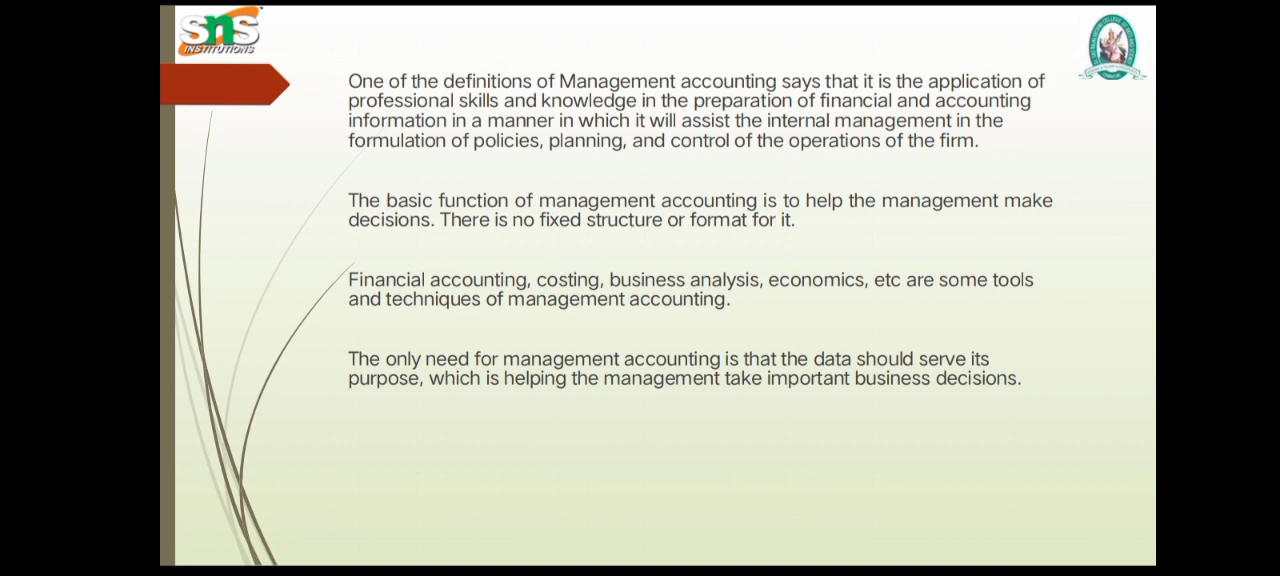 SNS
INSTITUTIONS
One of the definitions of Management accounting says that it is the application of
professional skills and knowledge in the preparation of financial and accounting
information in a manner in which it will assist the internal management in the
formulation of policies, planning, and control of the operations of the firm.
The basic function of management accounting is to help the management make
decisions. There is no fixed structure or format for it.
Financial accounting, costing, business analysis, economics, etc are some tools
and techniques of management accounting.
The only need for management accounting is that the data should serve its
purpose, which is helping the management take important business decisions.